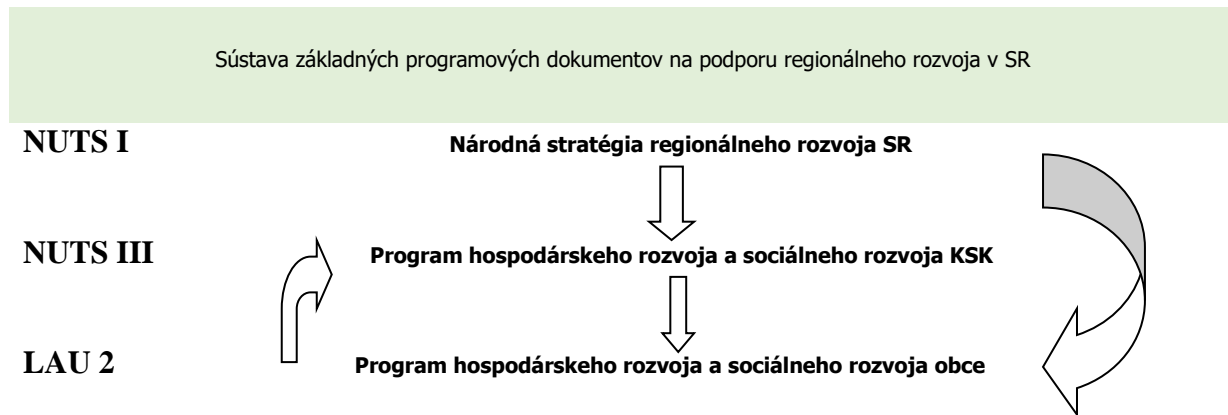 Sústava základných programových dokumentov na podporu regionálneho rozvoja v SR
NUTS I Národná stratégia regionálneho rozvoja SR
NUTS III Program hospodárskeho rozvoja a sociálneho rozvoja KSK
LAU 2 Program hospodárskeho rozvoja a sociálneho rozvoja obce